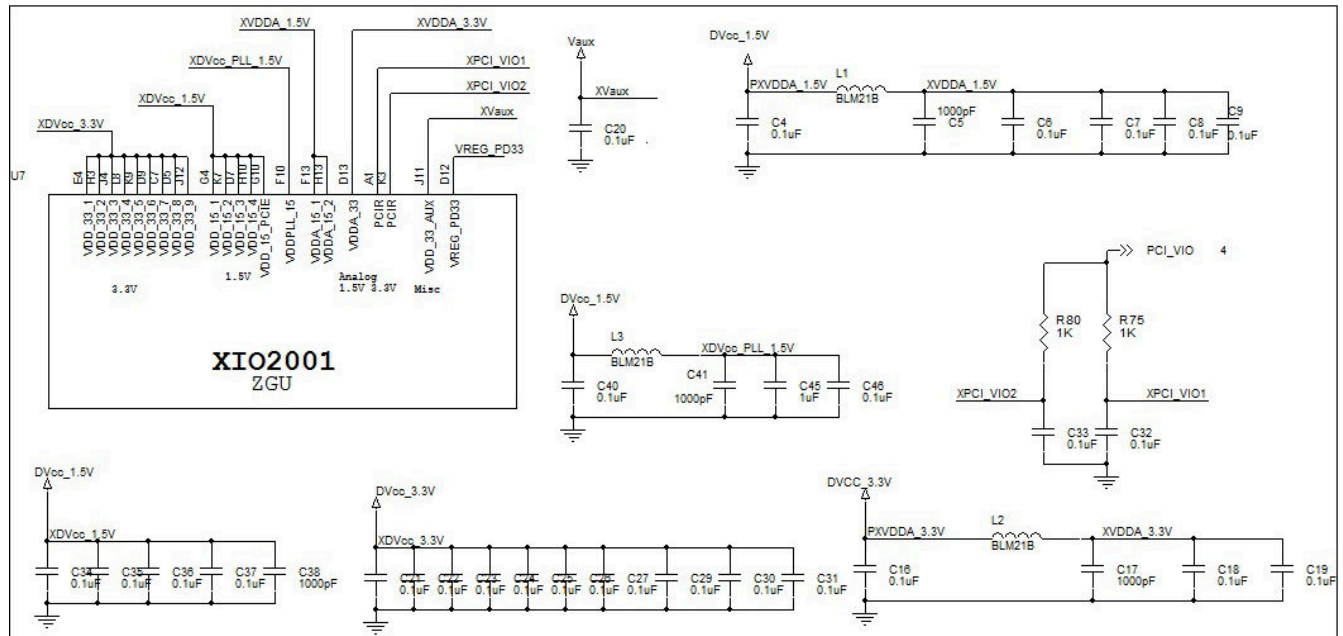 XVDDA_1.5V
XVDDA_3.3V
XDVcc_PLL_1.5V
XPCI_VIO1
XDVcc_1.5V
XPCI_VIO2
XDVcc_3.3V
XVaux
VREG_PD33
U7
E4
H3
J4
L8
K9
D9
C7
D5
J12
G4
K7
D7
H10
G10
F10
F13
H13
D13
A1
K3
J11
D12
VDD_33_1
VDD_33_2
VDD_33_3
VDD_33_4
VDD_33_5
VDD_33_6
VDD_33_7
VDD_33_8
VDD_33_9
VDD_15_1
VDD_15_2
VDD_15_3
VDD_15_4
VDD_15_PCIE
VDDPLL_15
VDDA_15_1
VDDA_15_2
VDDA_33
PCIR
PCIR
VDD_33_AUX
VREG_PD33
3.3V
1.5V
Analog
1.5V 3.3V
Misc
XIO2001
ZGU
Vaux
XVaux
C20
0.1uF
DVcc_1.5V
PXVDDA_1.5V
L1
BLM21B
XVDDA_1.5V
C4
0.1uF
1000pF
C5
C6
0.1uF
C7
0.1uF
C8
0.1uF
C9
0.1uF
PCI_VIO 4
R80
1K
R75
1K
XPCI_VIO2
XPCI_VIO1
C33
0.1uF
C32
0.1uF
DVcc_1.5V
L3
BLM21B
XDVcc_PLL_1.5V
C40
0.1uF
C41
1000pF
C45
1uF
C46
0.1uF
DVcc_1.5V
XDVcc_1.5V
C34
0.1uF
C35
0.1uF
C36
0.1uF
C37
0.1uF
C38
1000pF
DVcc_3.3V
XDVcc_3.3V
C21
0.1uF
C22
0.1uF
C23
0.1uF
C24
0.1uF
C25
0.1uF
C26
0.1uF
C27
0.1uF
C29
0.1uF
C30
0.1uF
C31
0.1uF
DVCC_3.3V
PXVDDA_3.3V
L2
BLM21B
XVDDA_3.3V
C16
0.1uF
C17
1000pF
C18
0.1uF
C19
0.1uF